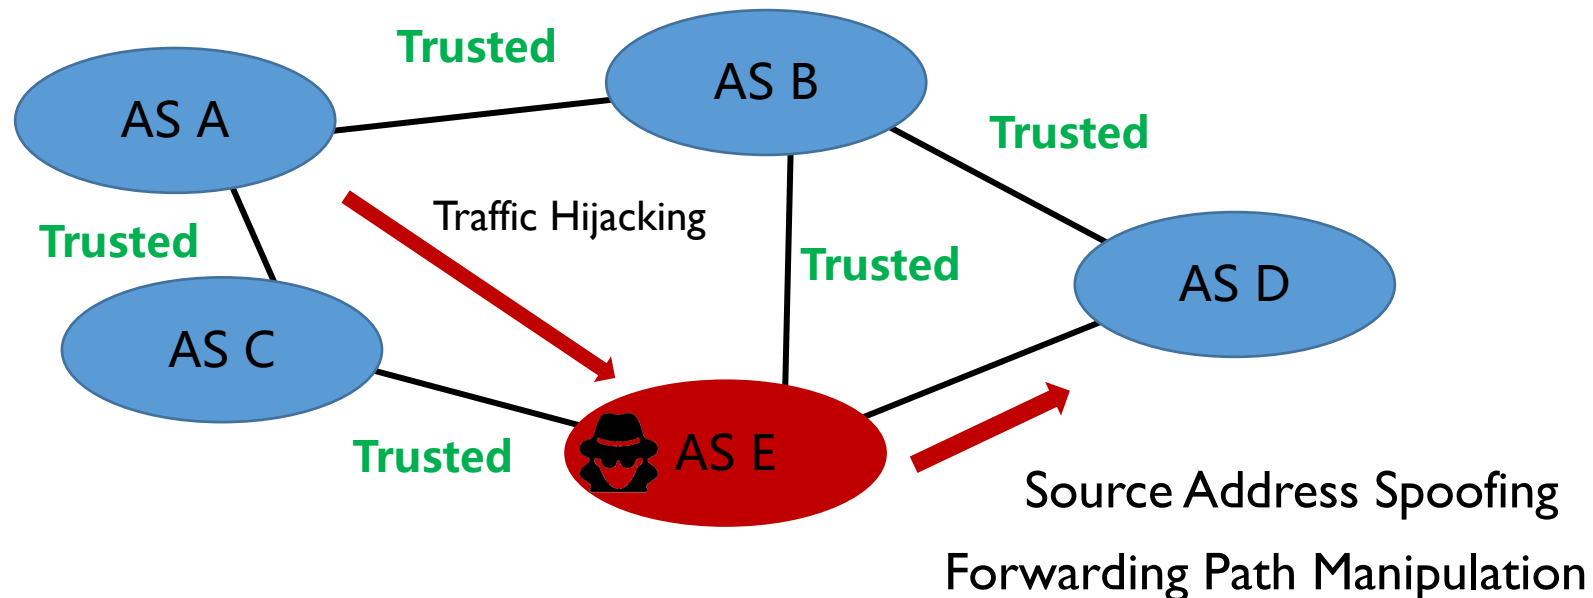 Trusted
AS B
AS A
Trusted
Traffic Hijacking
Trusted
Trusted
AS D
AS C
Trusted
AS E
Source Address Spoofing
Forwarding Path Manipulation